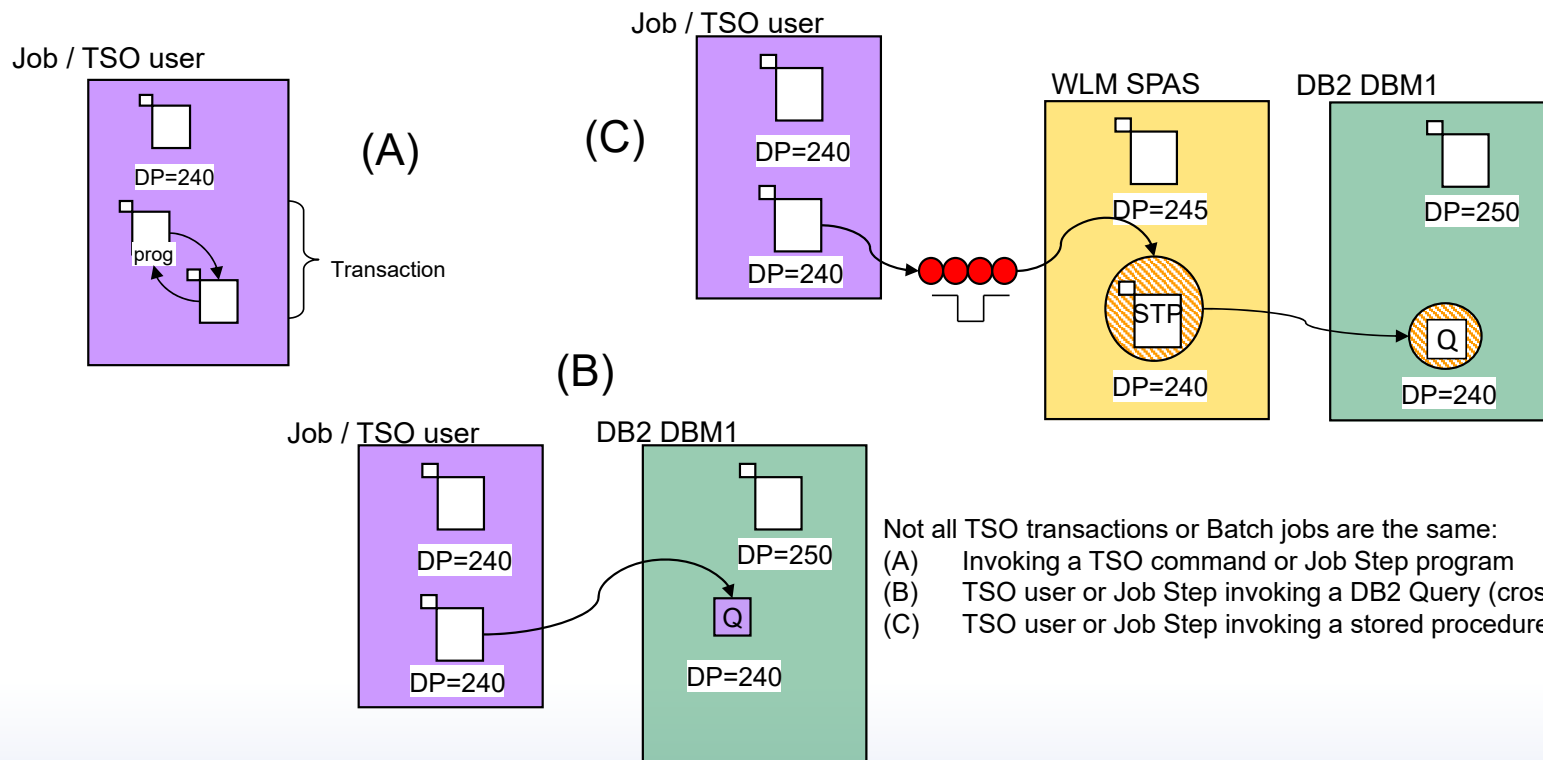 Job / TSO user
(A)
DP=240
prog
Transaction
Job / TSO user
(C)
DP=240
DP=240
WLM SPAS
DP=245
STP
DP=240
DB2 DBM1
DP=250
Q
DP=240
(B)
Job / TSO user
DP=240
DP=240
DB2 DBM1
DP=250
Q
DP=240
Not all TSO transactions or Batch jobs are the same:
(A) Invoking a TSO command or Job Step program
(B) TSO user or Job Step invoking a DB2 Query (cros
(C) TSO user or Job Step invoking a stored procedure